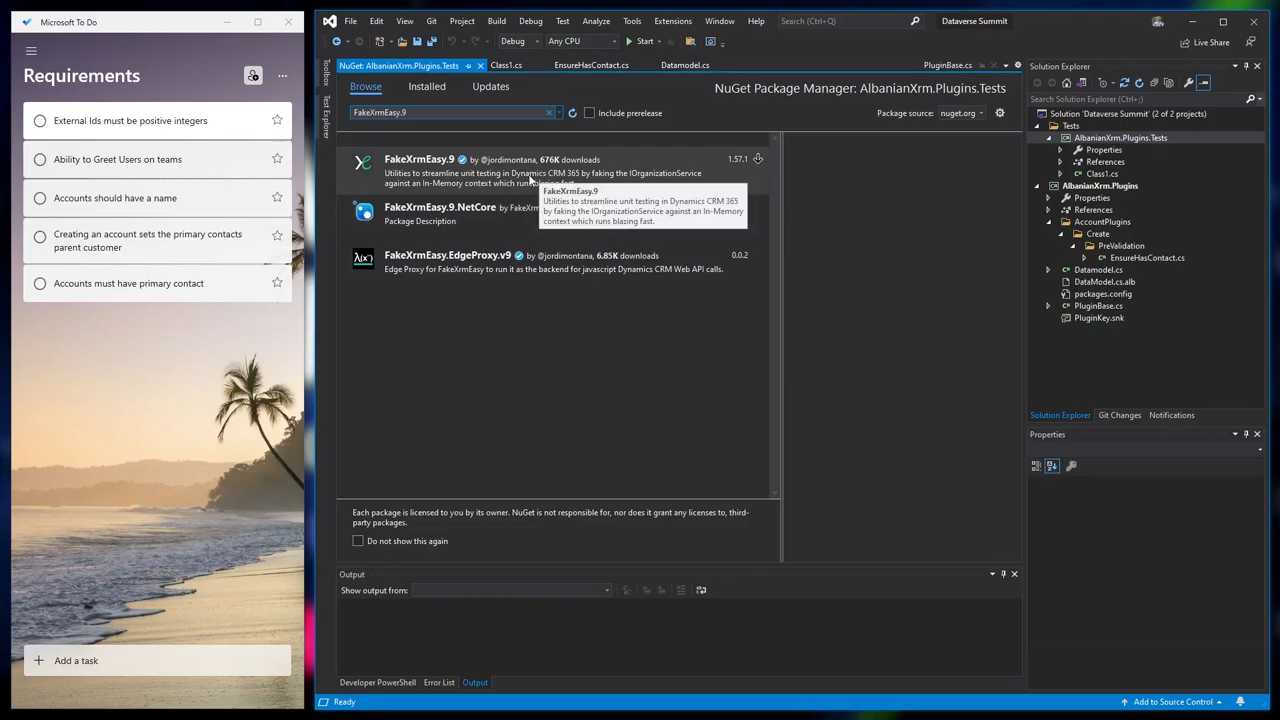 Microsoft To Do
Requirements
External Ids must be positive integers
Ability to Greet Users on teams
Accounts should have a name
Creating an account sets the primary contacts
parent customer
Accounts must have primary contact
Add a task
File Edit View Git Project Build Debug Test Analyze Tools Extensions Window Help
Search (Ctrl+Q)
Dataverse Summit
Debug
Any CPU
Start
Live Share
Toolbox
Test Explorer
NuGet: AlbanianXrm.Plugins.Tests
Class1.cs
EnsureHasContact.cs
Datamodel.cs
PluginBase.cs
Browse
Installed
Updates
NuGet Package Manager: AlbanianXrm.Plugins.Tests
FakeXrmEasy.9
Include prerelease
Package source: nuget.org
FakeXrmEasy.9 by @jordimontana, 676K downloads
1.57.1
Utilities to streamline unit testing in Dynamics CRM 365 by faking the IOrganizationService
against an In-Memory context which runs blazing fast.
FakeXrmEasy.9
Utilities to streamline unit testing in Dynamics CRM 365
by faking the IOrganizationService against an In-Memory
context which runs blazing fast.
FakeXrmEasy.9.NetCore by FakeXrm
Package Description
FakeXrmEasy.EdgeProxy.v9 by @jordimontana, 6.85K downloads
0.0.2
Edge Proxy for FakeXrmEasy to run it as the backend for javascript Dynamics CRM Web API calls.
Each package is licensed to you by its owner. NuGet is not responsible, nor does it grant any licenses to, third-
party packages.
Do not show this again
Output
Show output from:
Developer PowerShell
Error List
Output
Solution Explorer
Search Solution Explorer (Ctrl+;)
Solution 'Dataverse Summit' (2 of 2 projects)
Tests
AlbanianXrm.Plugins.Tests
Properties
References
Class1.cs
AlbanianXrm.Plugins
Properties
References
AccountPlugins
Create
PreValidation
EnsureHasContact.cs
Datamodel.cs
DataModel.cs.alb
packages.config
PluginBase.cs
PluginKey.snk
Solution Explorer
Git Changes
Notifications
Properties
Ready
Add to Source Control